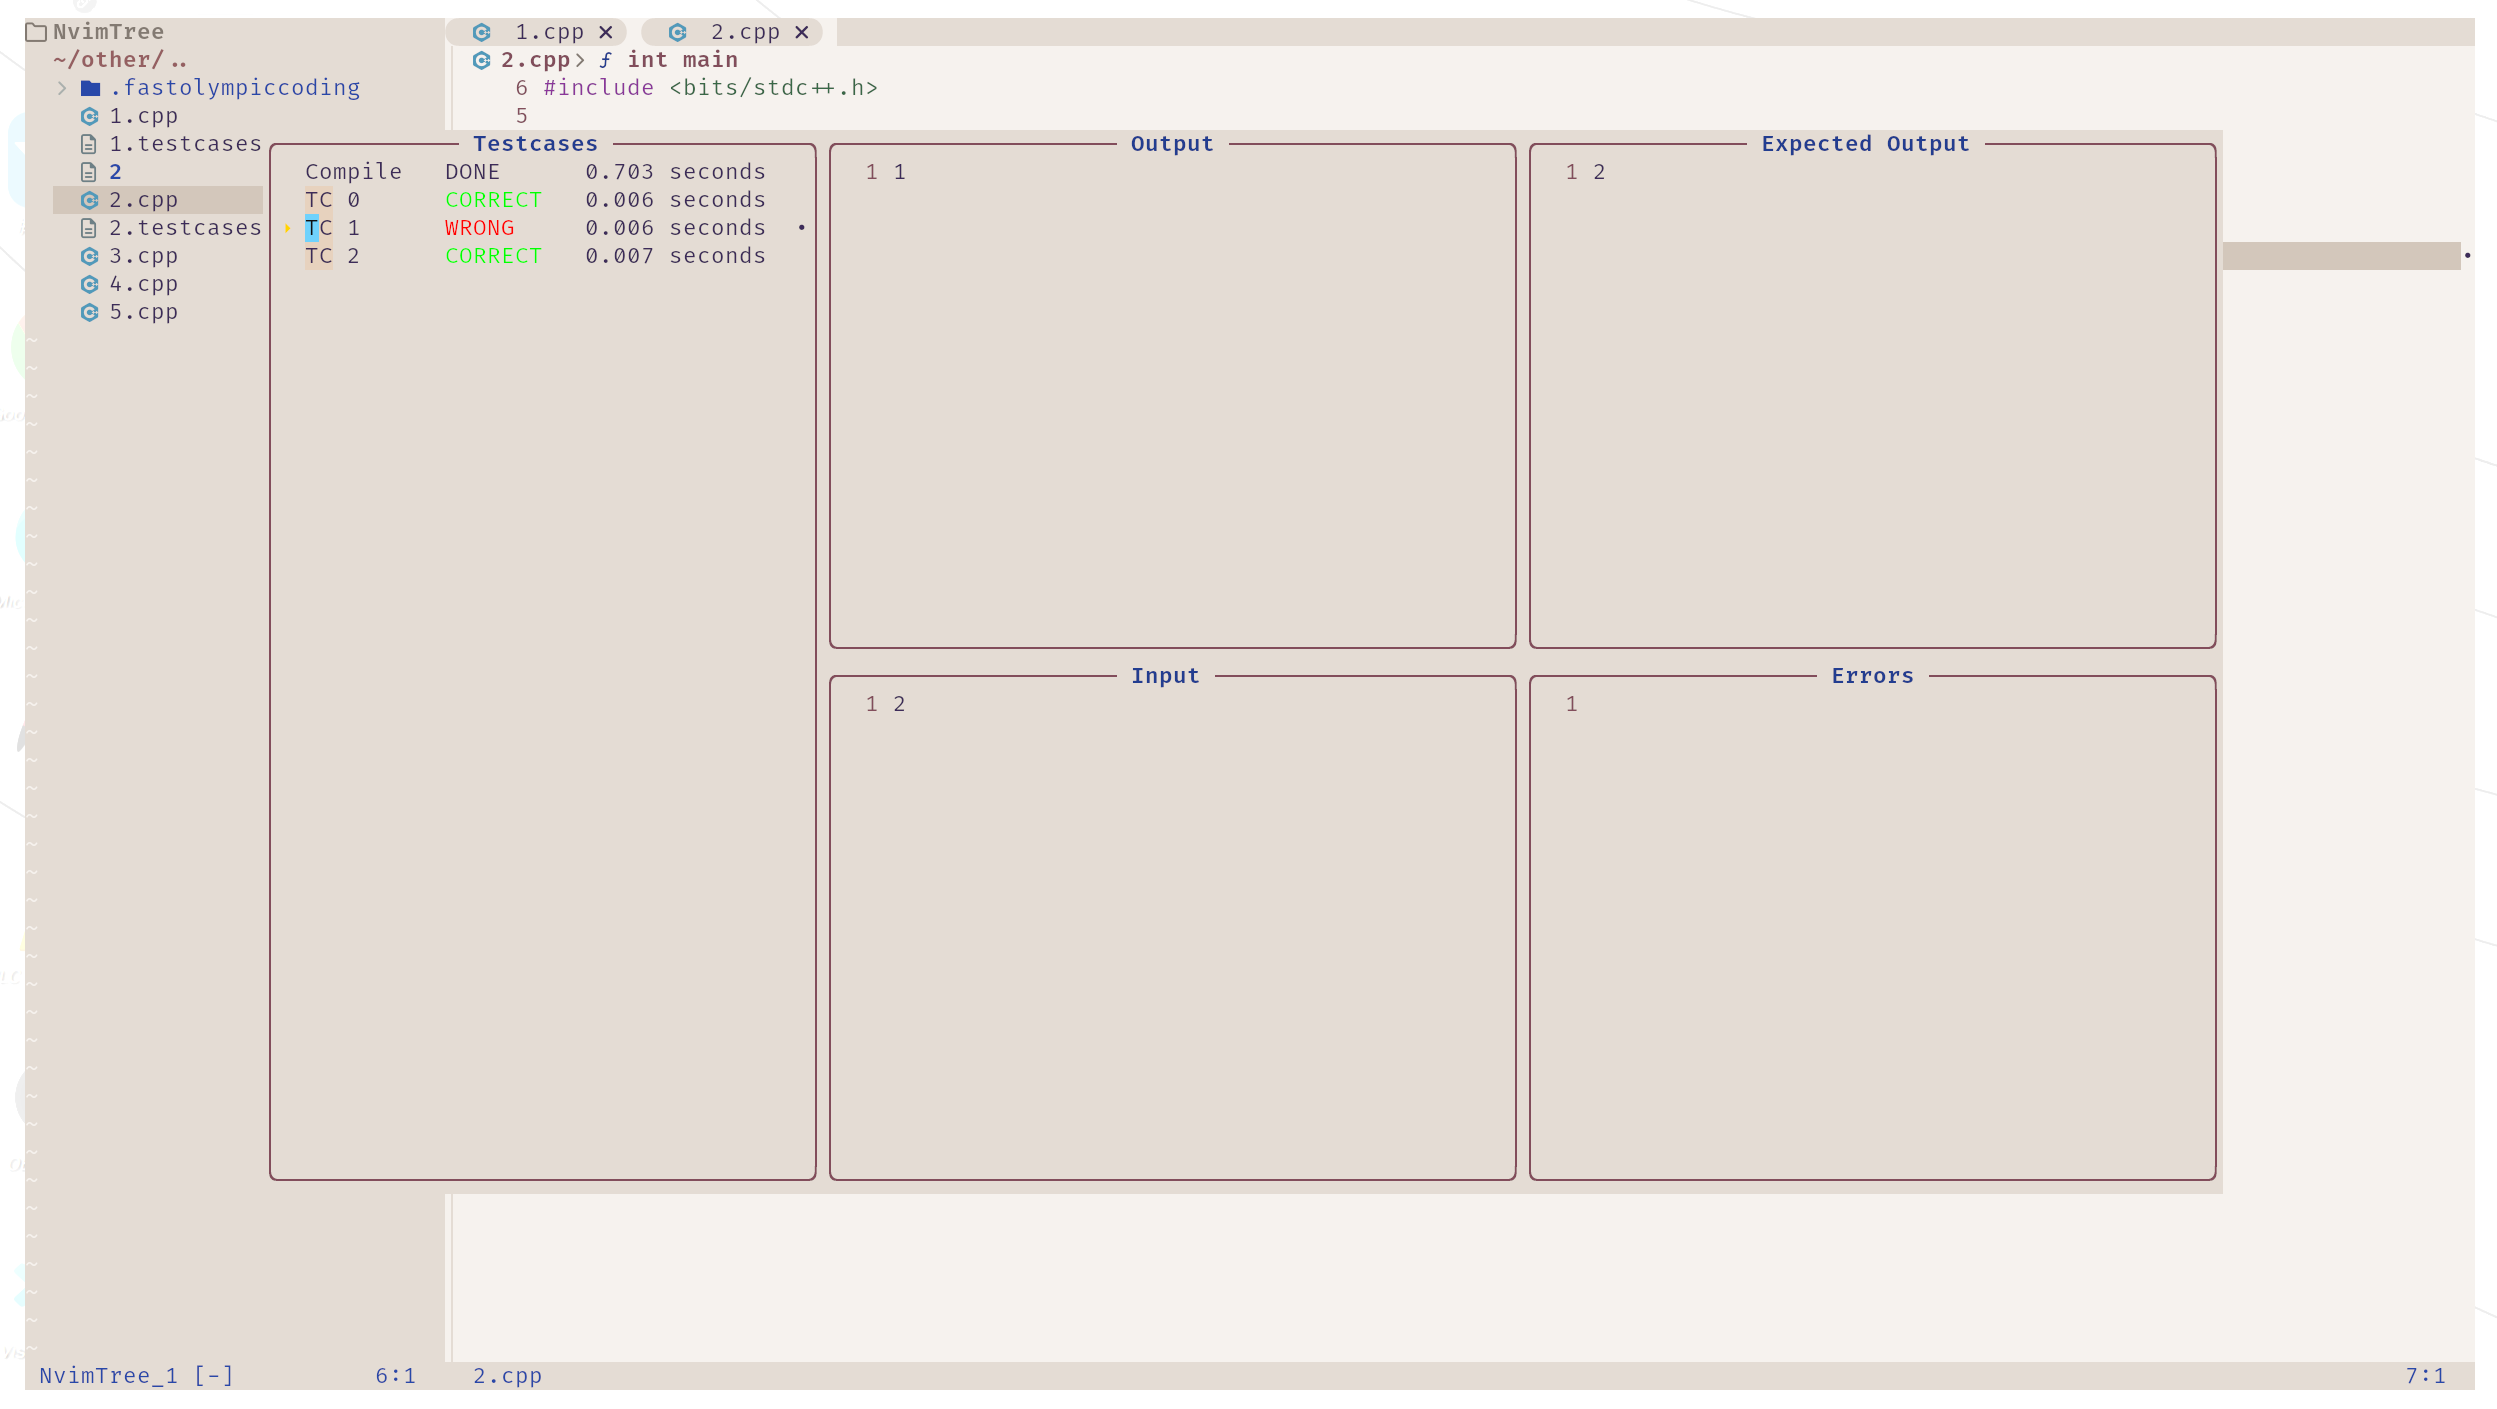 NvimTree
~/other/..
.fastolympiccoding
1.cpp
1.testcases
2
2.cpp
2.testcases
3.cpp
4.cpp
5.cpp
1.cpp × 2.cpp ×
2.cpp > ƒ int main
6 #include <bits/stdc++.h>
5
Testcases
Compile DONE 0.703 seconds
TC 0 CORRECT 0.006 seconds
TC 1 WRONG 0.006 seconds
TC 2 CORRECT 0.007 seconds
Output
1 1
Expected Output
1 2
Input
1 2
Errors
1
NvimTree_1 [-] 6:1 2.cpp 7:1